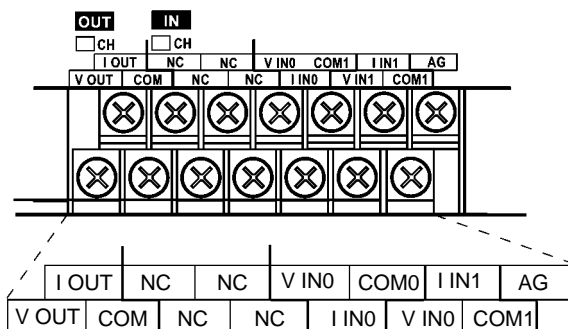 OUT IN
CH CH
I OUT NC NC V IN0 COM1 I IN1 AG
V OUT COM NC NC I IN0 V IN1 COM1
I OUT NC NC V IN0 COM0 I IN1 AG
V OUT COM NC NC I IN0 V IN0 COM1